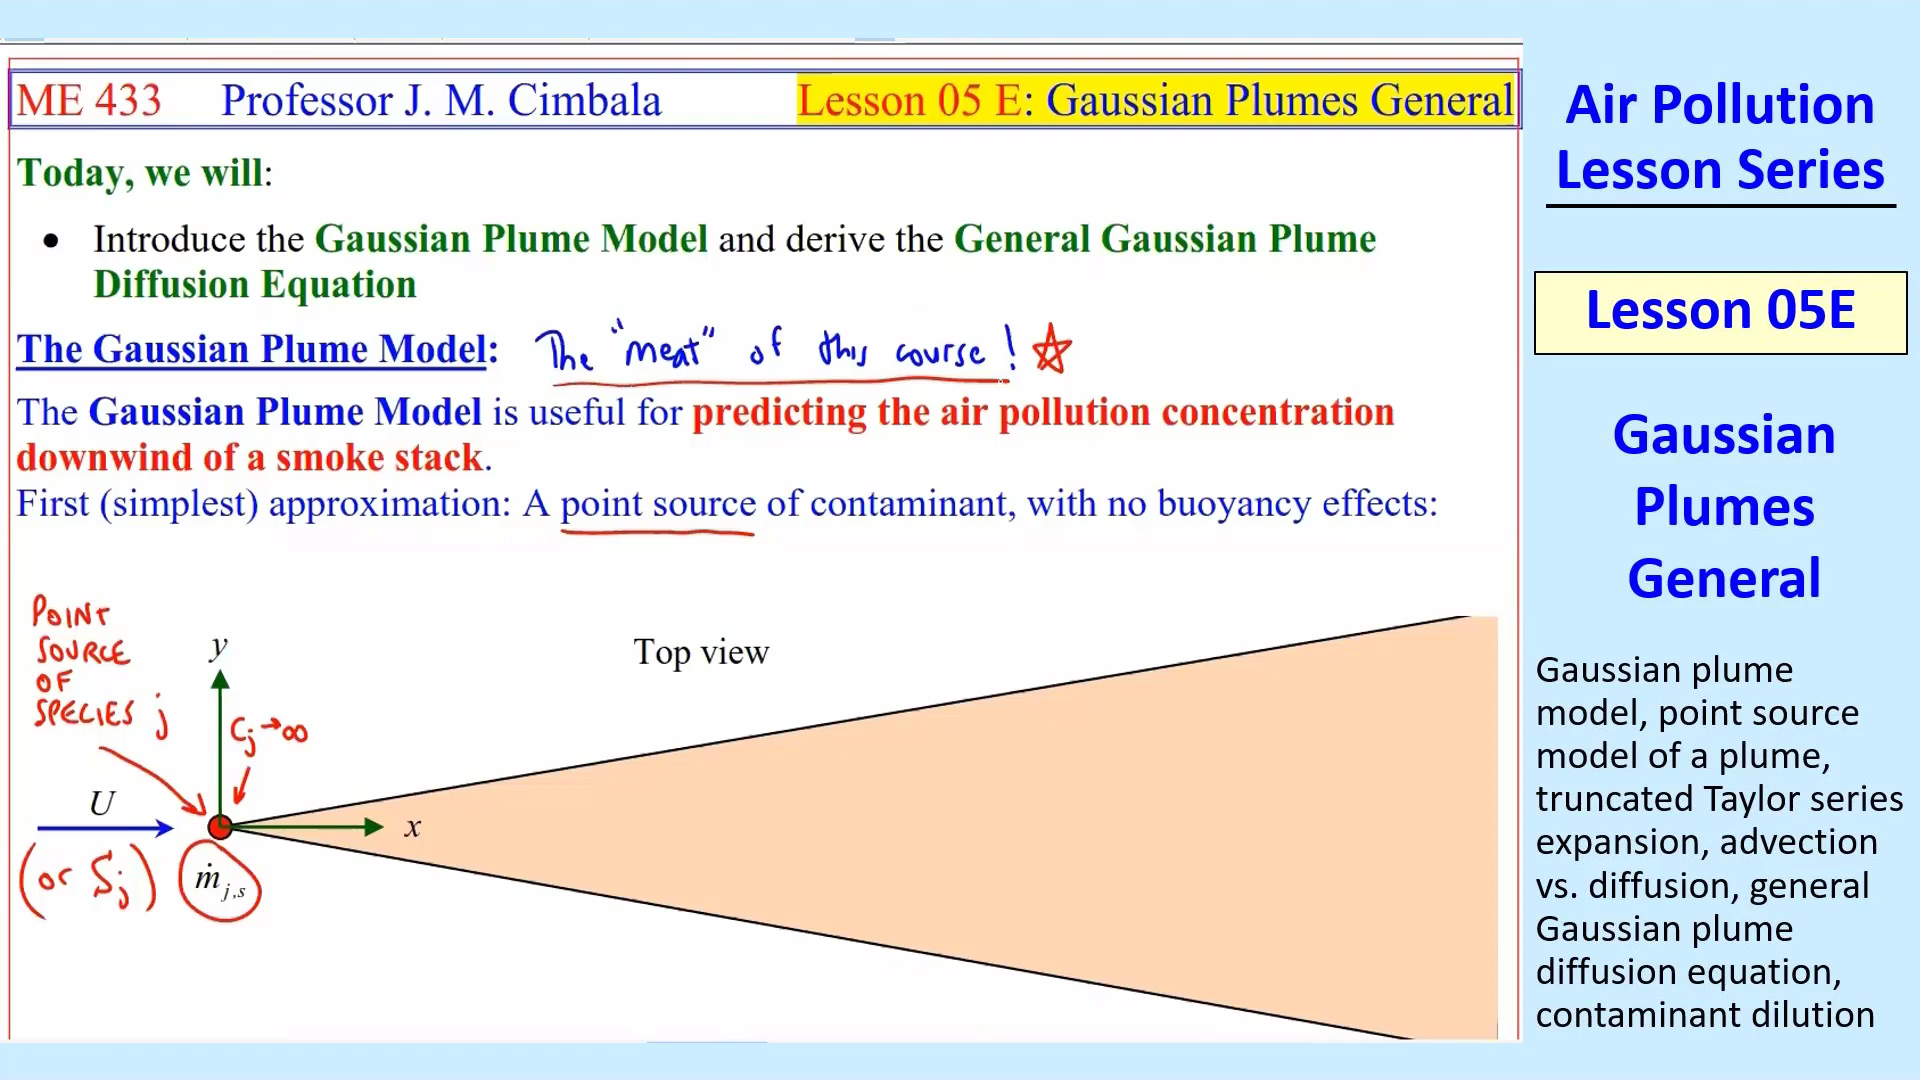 ME 433 Professor J. M. Cimbala Lesson 05 E: Gaussian Plumes General
Today, we will:
• Introduce the Gaussian Plume Model and derive the General Gaussian Plume
Diffusion Equation
The Gaussian Plume Model: The "meat" of this course! ☆
The Gaussian Plume Model is useful for predicting the air pollution concentration
downwind of a smoke stack.
First (simplest) approximation: A point source of contaminant, with no buoyancy effects:
POINT
SOURCE
OF
SPECIES j
y
Top view
Cj→∞
U
x
(or Sj)
ṁj,s
Air Pollution
Lesson Series
Lesson 05E
Gaussian
Plumes
General
Gaussian plume
model, point source
model of a plume,
truncated Taylor series
expansion, advection
vs. diffusion, general
Gaussian plume
diffusion equation,
contaminant dilution